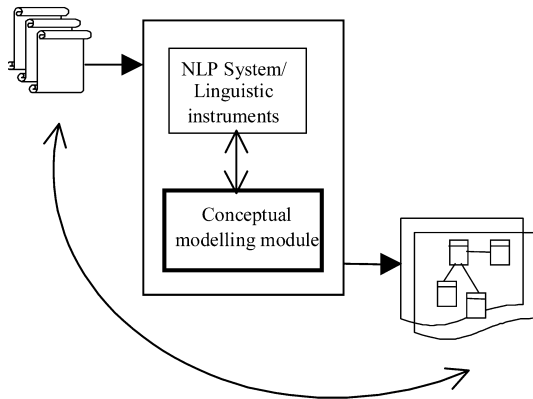 NLP System/
Linguistic
instruments
Conceptual
modelling module